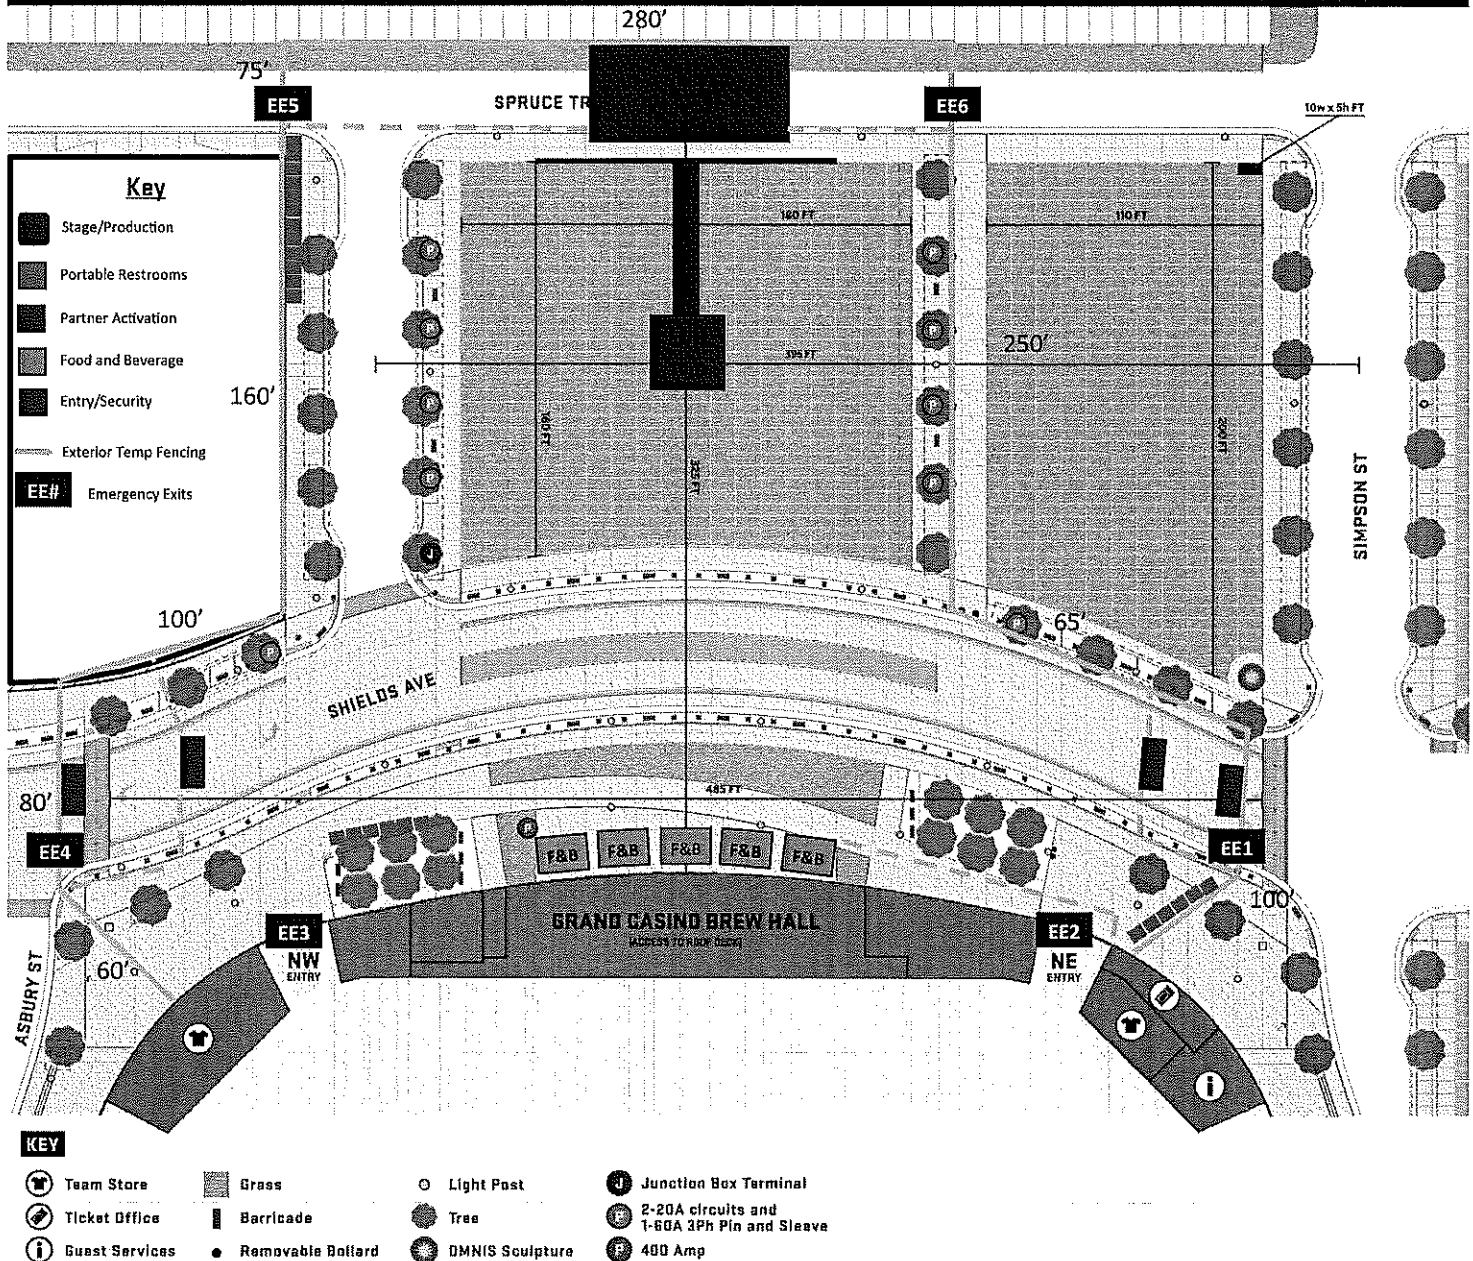 280'
75'
EE5
SPRUCE TR
EE6
10w x 5h FT
Key
Stage/Production
160 FT
110 FT
Portable Restrooms
Partner Activation
Food and Beverage
250'
160'
Entry/Security
200 FT
325 FT
Exterior Temp Fencing
EE#
Emergency Exits
SIMPSON ST
J
100'
65'
SHIELDS AVE
485 FT
80'
EE4
F&B
F&B
F&B
F&B
F&B
EE1
100'
GRAND CASINO BREW HALL
(ACCESS TO ROOF DECK)
EE3
NW
ENTRY
EE2
NE
ENTRY
60'
ASBURY ST
KEY
Team Store
Grass
Light Post
J
Junction Box Terminal
Ticket Office
Barricade
Tree
P
2-20A circuits and
1-60A 3Ph Pin and Sleeve
Guest Services
Removable Bollard
OMNIS Sculpture
P
400 Amp